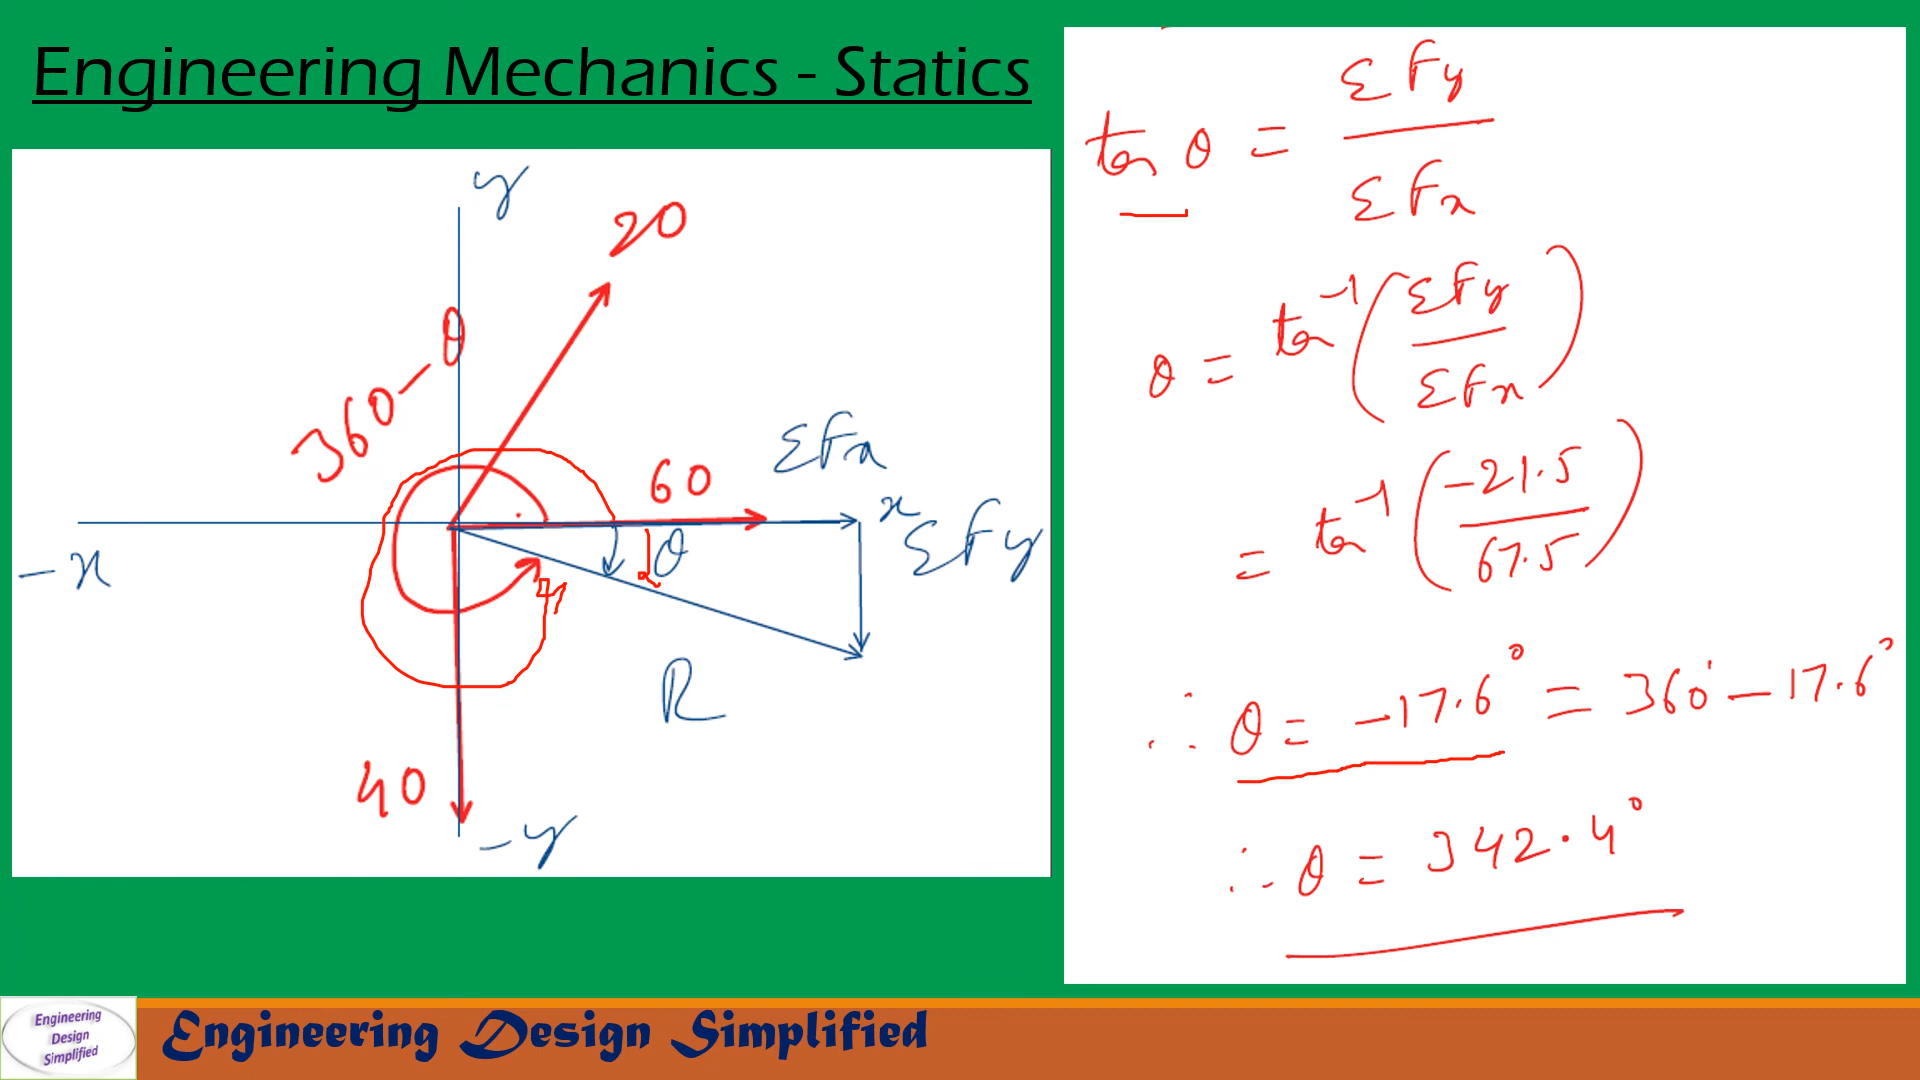 Engineering Mechanics - Statics
y
20
360-θ
ΣFx
60
x
-x
θ
ΣFy
R
40
-y
tan θ = ΣFy / ΣFx
θ = tan⁻¹ (ΣFy / ΣFx)
= tan⁻¹ (-21.5 / 67.5)
∴ θ = -17.6° = 360° - 17.6°
∴ θ = 342.4°
Engineering
Design
Simplified
Engineering Design Simplified